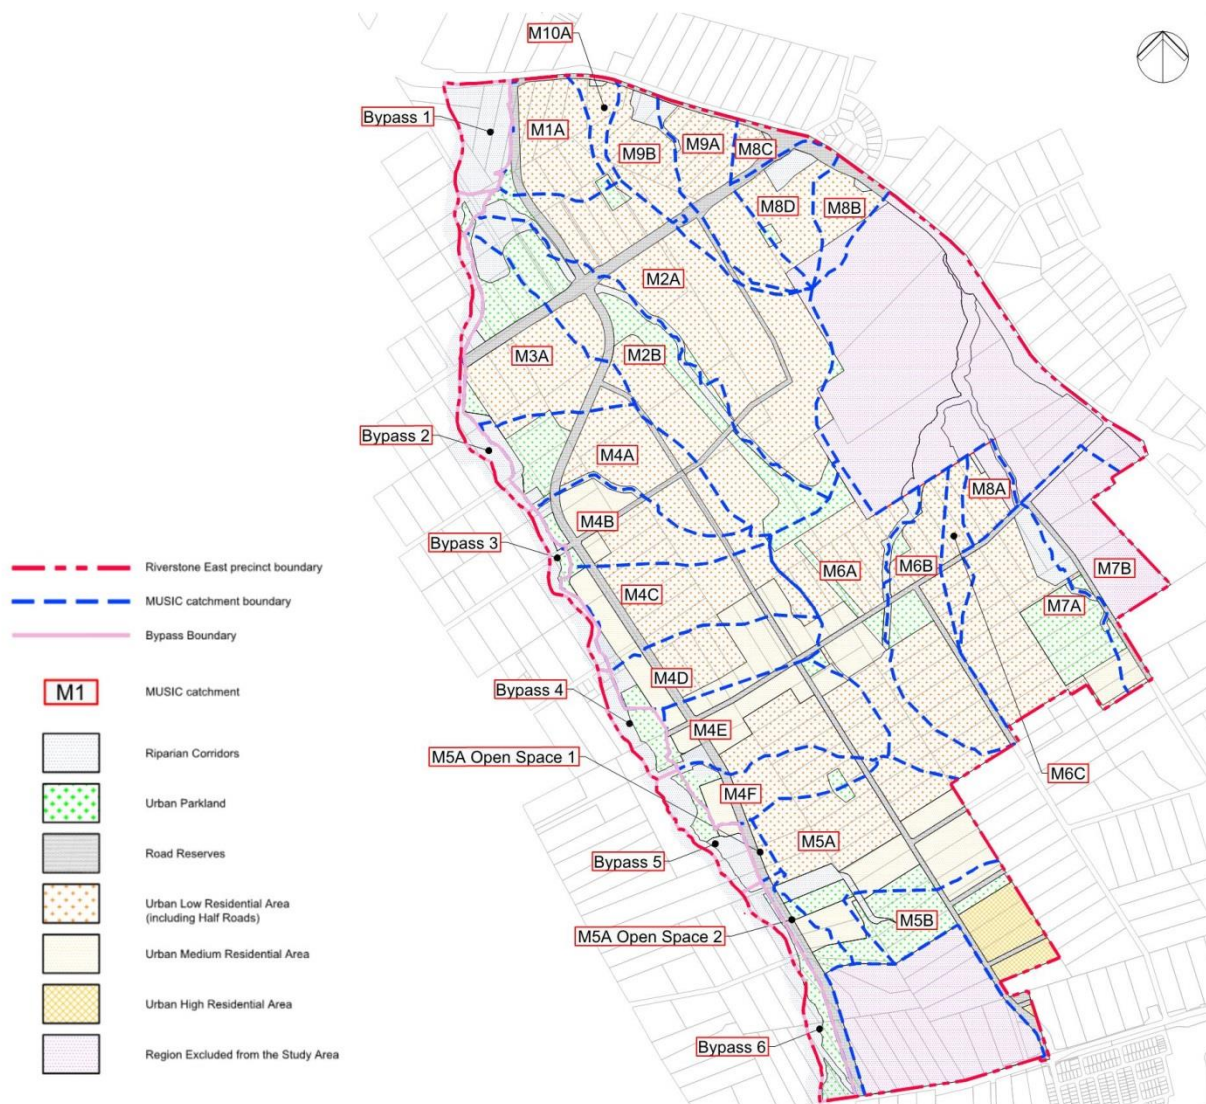 M10A
Bypass 1
M1A
M9B
M9A
M8C
M8D
M8B
M2A
M3A
M2B
Bypass 2
M4A
M8A
M4B
Bypass 3
M6A
M6B
M7B
M4C
M7A
M4D
Bypass 4
M4E
M5A Open Space 1
M6C
M4F
M5A
Bypass 5
M5B
M5A Open Space 2
Bypass 6
Riverstone East precinct boundary
MUSIC catchment boundary
Bypass Boundary
M1
MUSIC catchment
Riparian Corridors
Urban Parkland
Road Reserves
Urban Low Residential Area
(including Half Roads)
Urban Medium Residential Area
Urban High Residential Area
Region Excluded from the Study Area